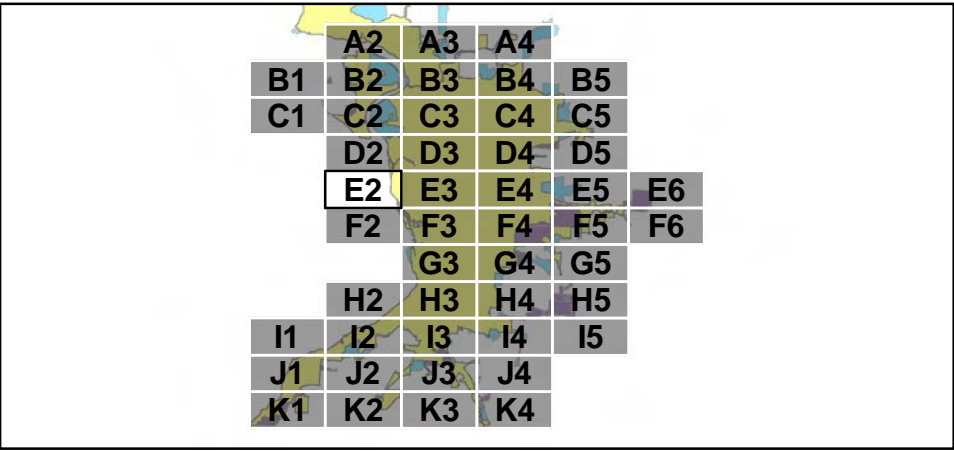 A2 A3 A4
B1 B2 B3 B4 B5
C1 C2 C3 C4 C5
D2 D3 D4 D5
E2 E3 E4 E5 E6
F2 F3 F4 F5 F6
G3 G4 G5
H2 H3 H4 H5
I1 I2 I3 I4 I5
J1 J2 J3 J4
K1 K2 K3 K4